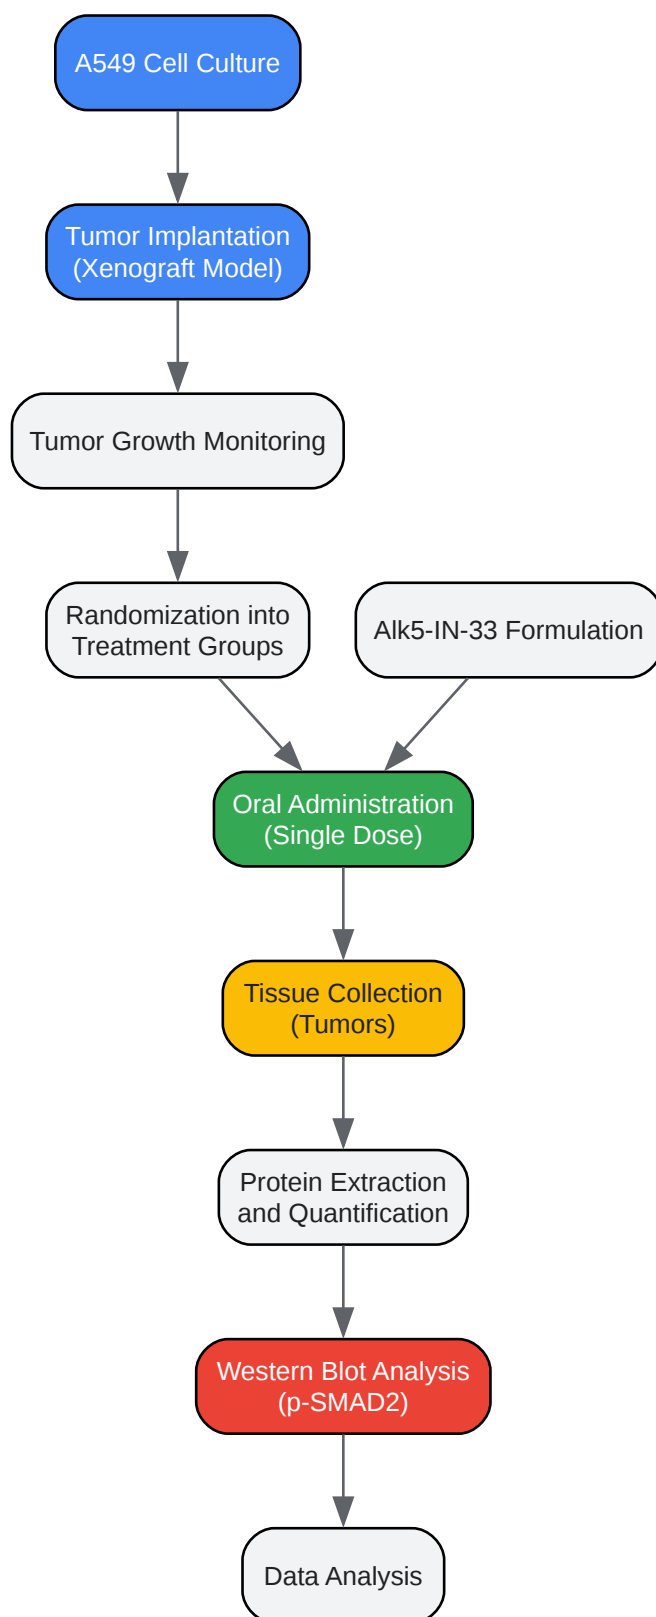 A549 Cell Culture
Tumor Implantation
(Xenograft Model)
Tumor Growth Monitoring
Randomization into
Treatment Groups
Alk5-IN-33 Formulation
Oral Administration
(Single Dose)
Tissue Collection
(Tumors)
Protein Extraction
and Quantification
Western Blot Analysis
(p-SMAD2)
Data Analysis